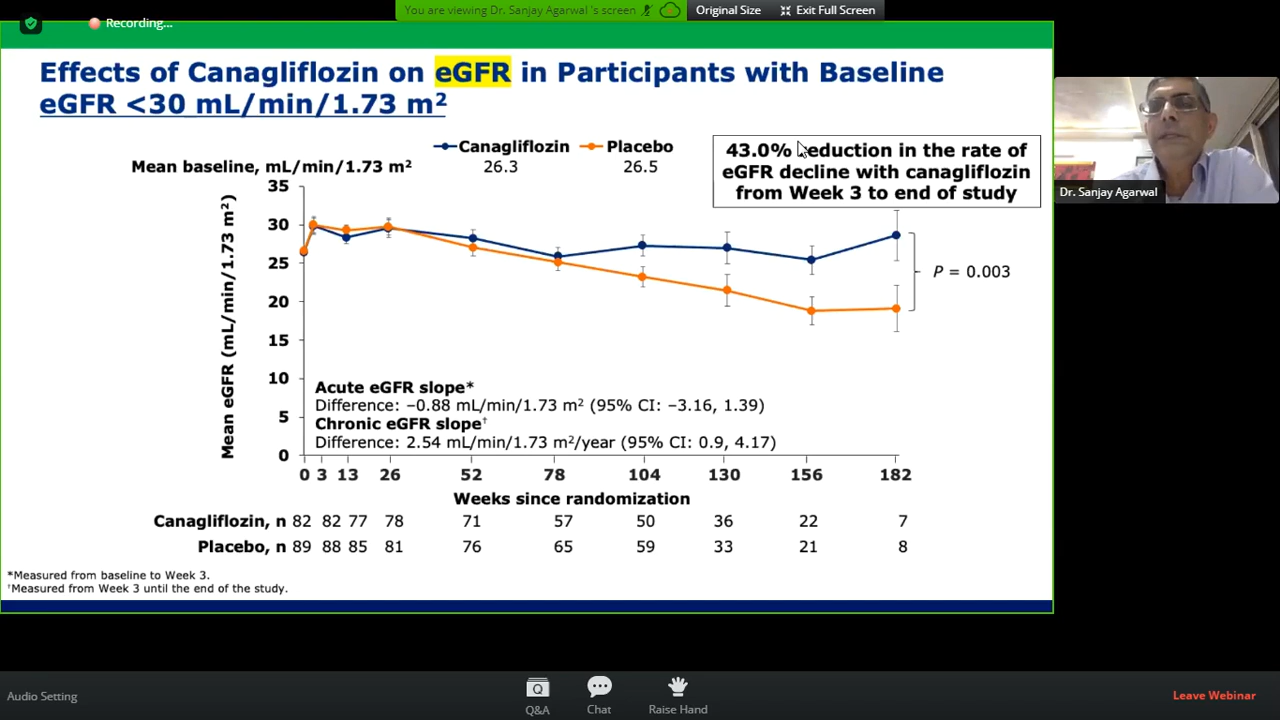 Recording...
You are viewing Dr. Sanjay Agarwal 's screen
Original Size
Exit Full Screen
Effects of Canagliflozin on eGFR in Participants with Baseline
eGFR <30 mL/min/1.73 m²
Canagliflozin
Placebo
Mean baseline, mL/min/1.73 m² 26.3 26.5
43.0% reduction in the rate of
eGFR decline with canagliflozin
from Week 3 to end of study
Dr. Sanjay Agarwal
Mean eGFR (mL/min/1.73 m²)
35
30
25
20
15
10
5
0
P = 0.003
Acute eGFR slope*
Difference: –0.88 mL/min/1.73 m² (95% CI: –3.16, 1.39)
Chronic eGFR slope†
Difference: 2.54 mL/min/1.73 m²/year (95% CI: 0.9, 4.17)
0 3 13 26 52 78 104 130 156 182
Weeks since randomization
Canagliflozin, n 82 82 77 78 71 57 50 36 22 7
Placebo, n 89 88 85 81 76 65 59 33 21 8
*Measured from baseline to Week 3.
†Measured from Week 3 until the end of the study.
Audio Setting
Q&A
Chat
Raise Hand
Leave Webinar